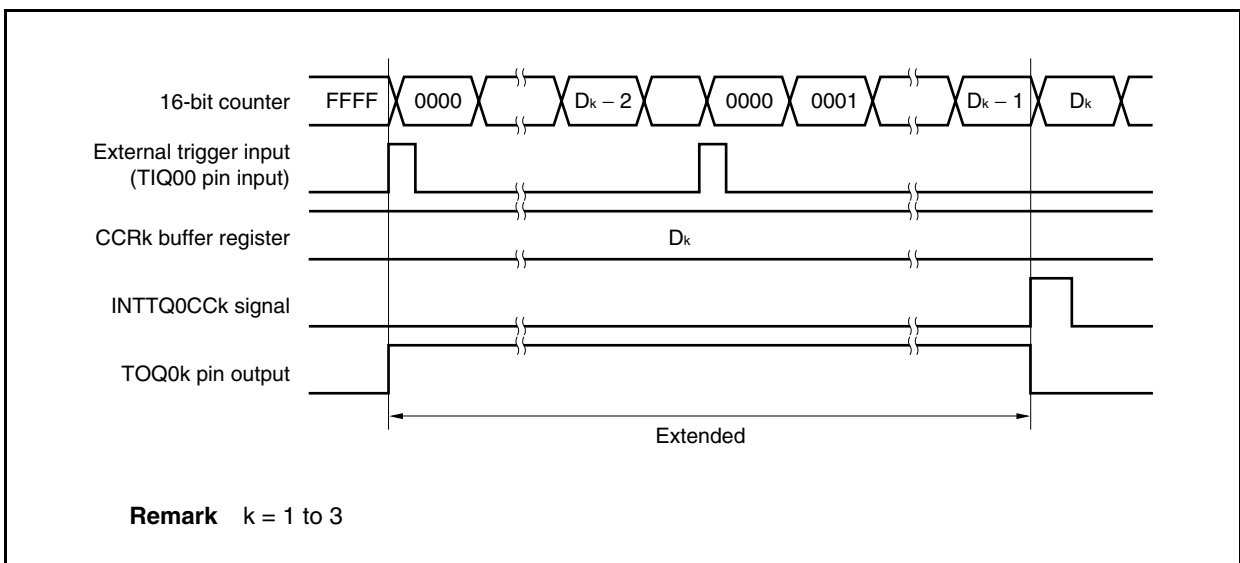 16-bit counter FFFF 0000 Dk − 2 0000 0001 Dk − 1 Dk
External trigger input
(TIQ00 pin input)
CCRk buffer register Dk
INTTQ0CCk signal
TOQ0k pin output
Extended
Remark k = 1 to 3